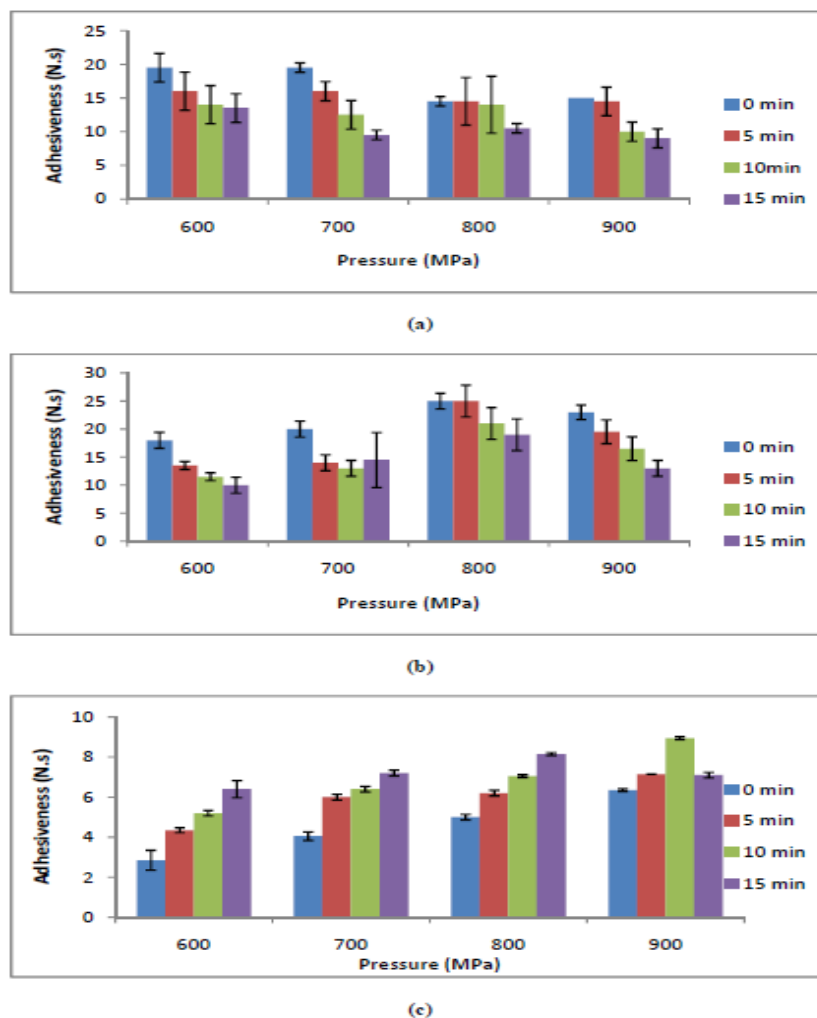 25
20
15
10
5
0
Adhesiveness (N.s)
600 700 800 900
Pressure (MPa)
0 min
5 min
10min
15 min
(a)
30
25
20
15
10
5
0
Adhesiveness (N.s)
600 700 800 900
Pressure (MPa)
0 min
5 min
10 min
15 min
(b)
10
8
6
4
2
0
Adhesiveness (N.s)
600 700 800 900
Pressure (MPa)
0 min
5 min
10 min
15 min
(c)